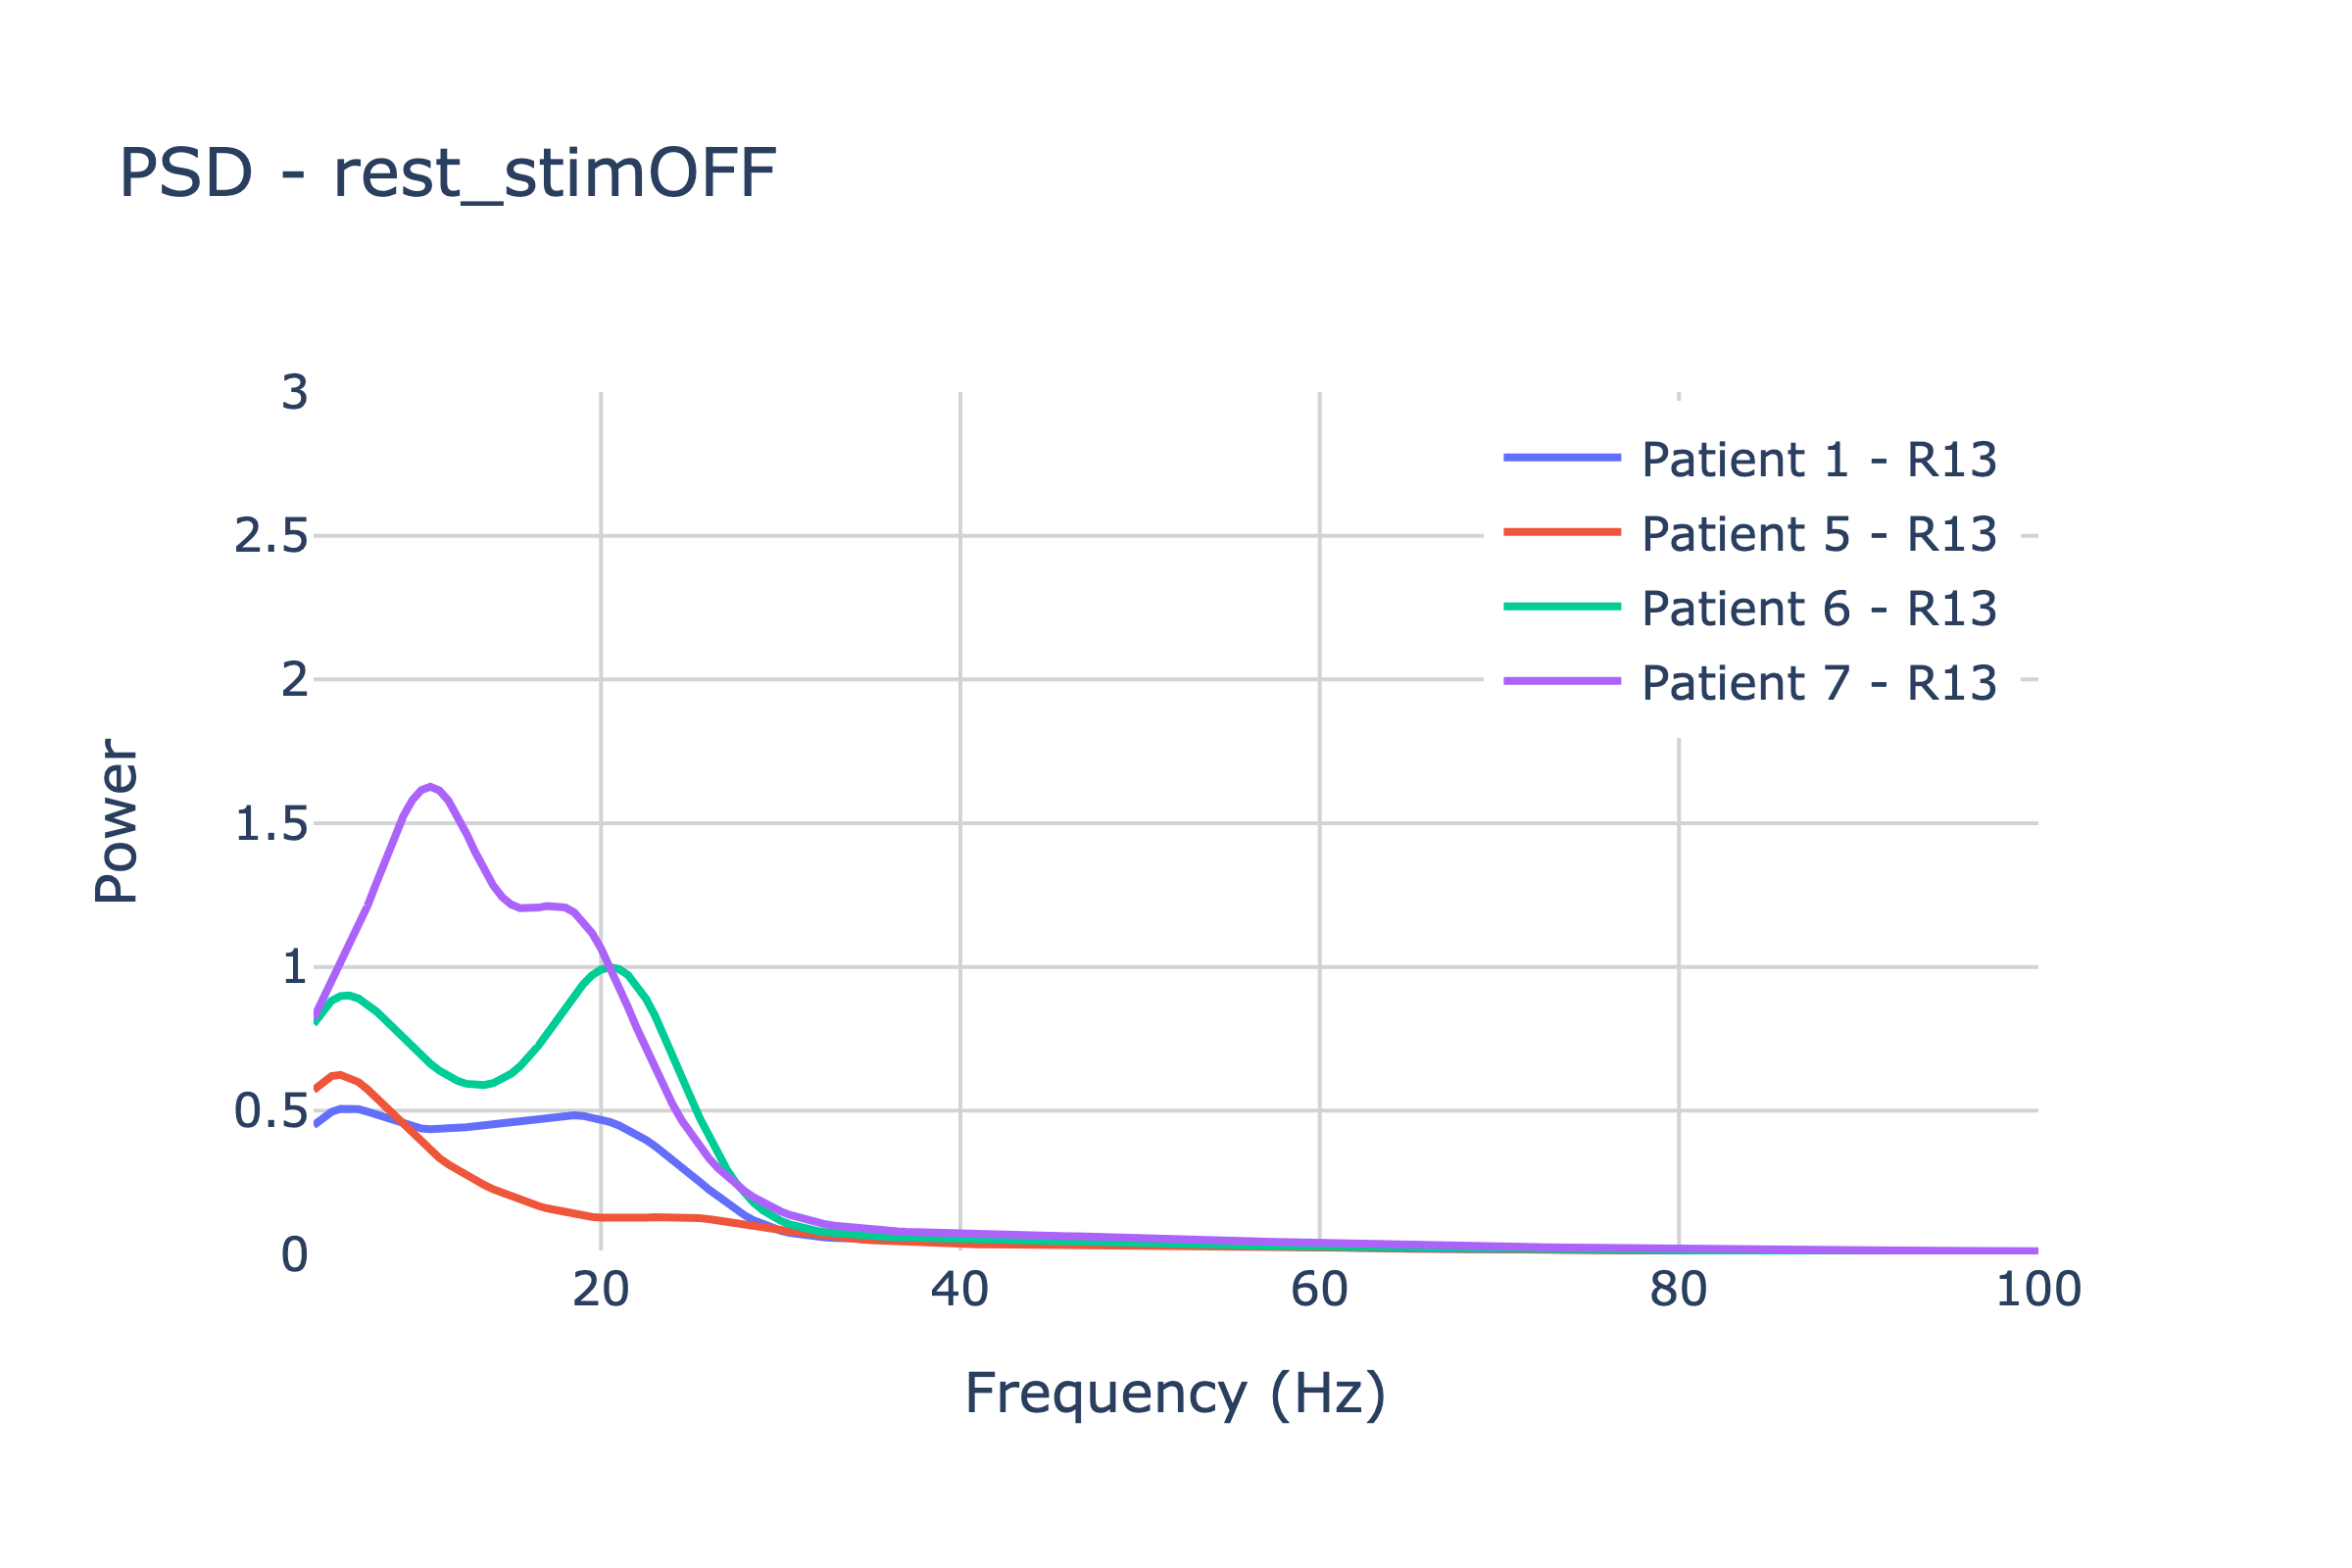 PSD - rest_stimOFF
3
2.5
2
1.5
1
0.5
0
Power
20
40
60
80
100
Frequency (Hz)
Patient 1 - R13
Patient 5 - R13
Patient 6 - R13
Patient 7 - R13